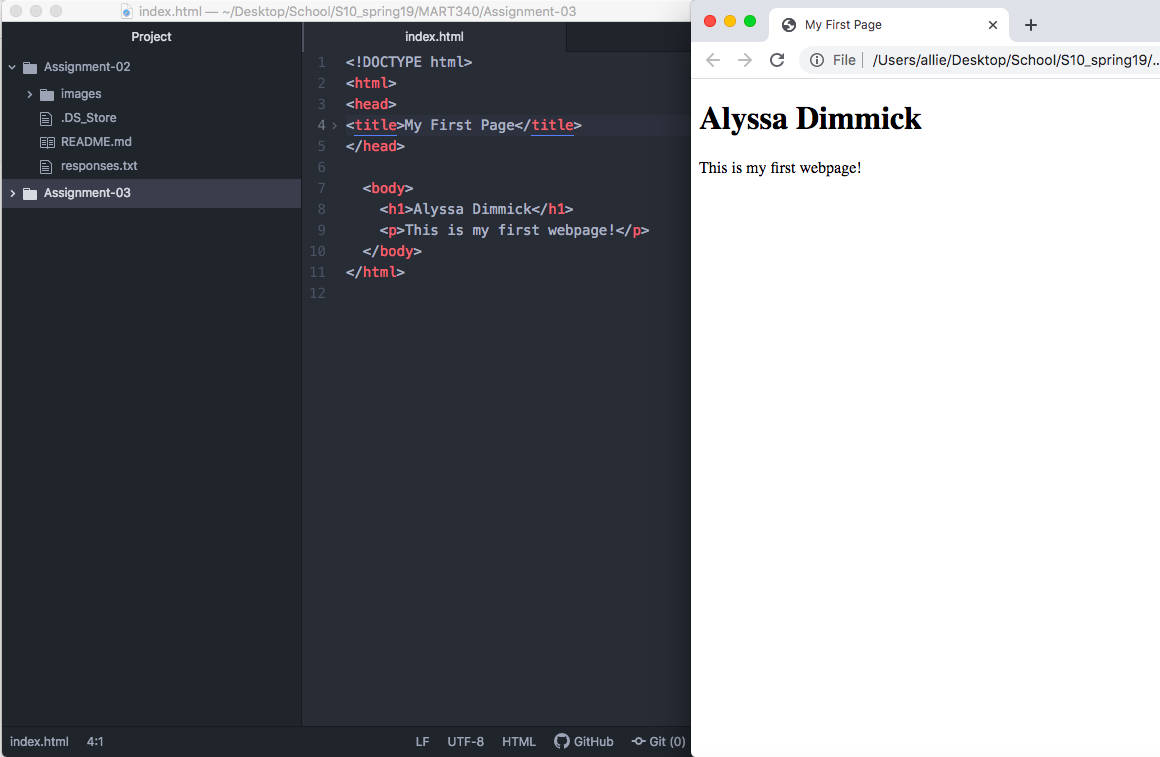 index.html — ~/Desktop/School/S10_spring19/MART340/Assignment-03
Project
Assignment-02
images
.DS_Store
README.md
responses.txt
Assignment-03
index.html
1 <!DOCTYPE html>
2 <html>
3 <head>
4 <title>My First Page</title>
5 </head>
6
7 <body>
8 <h1>Alyssa Dimmick</h1>
9 <p>This is my first webpage!</p>
10 </body>
11 </html>
12
index.html 4:1 LF UTF-8 HTML GitHub Git (0)
My First Page
File /Users/allie/Desktop/School/S10_spring19/...
Alyssa Dimmick
This is my first webpage!